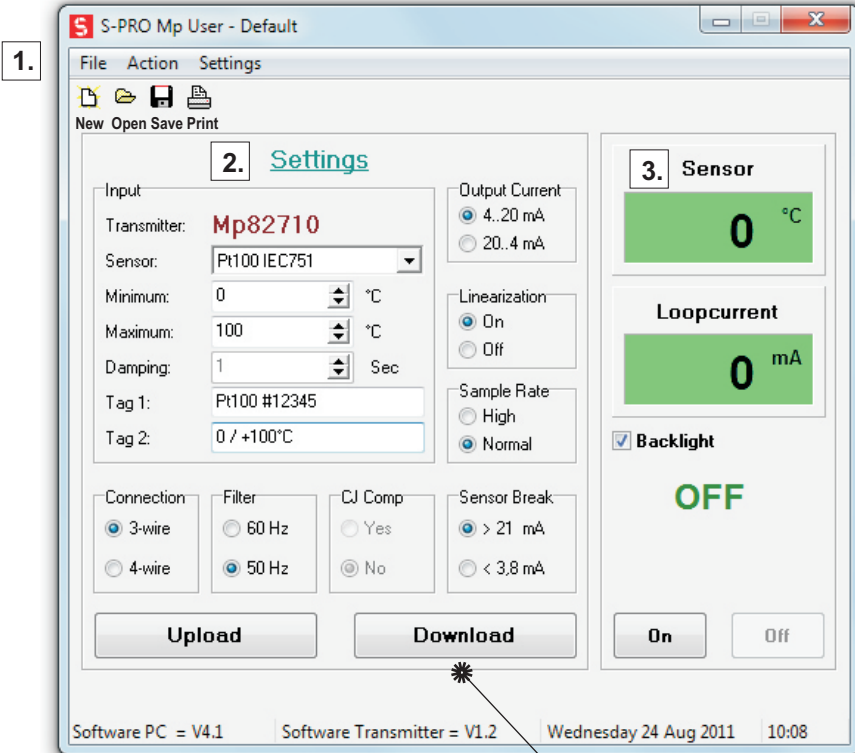 S-PRO Mp User - Default
1.
File Action Settings
New Open Save Print
2. Settings
Input
Transmitter: Mp82710
Sensor: Pt100 IEC751
Minimum: 0 °C
Maximum: 100 °C
Damping: 1 Sec
Tag 1: Pt100 #12345
Tag 2: 0 / +100°C
Output Current
4..20 mA
20..4 mA
Linearization
On
Off
Sample Rate
High
Normal
Connection
3-wire
4-wire
Filter
60 Hz
50 Hz
CJ Comp
Yes
No
Sensor Break
> 21 mA
< 3,8 mA
Upload Download
3. Sensor
0 °C
Loopcurrent
0 mA
Backlight
OFF
On Off
Software PC = V4.1 Software Transmitter = V1.2 Wednesday 24 Aug 2011 10:08